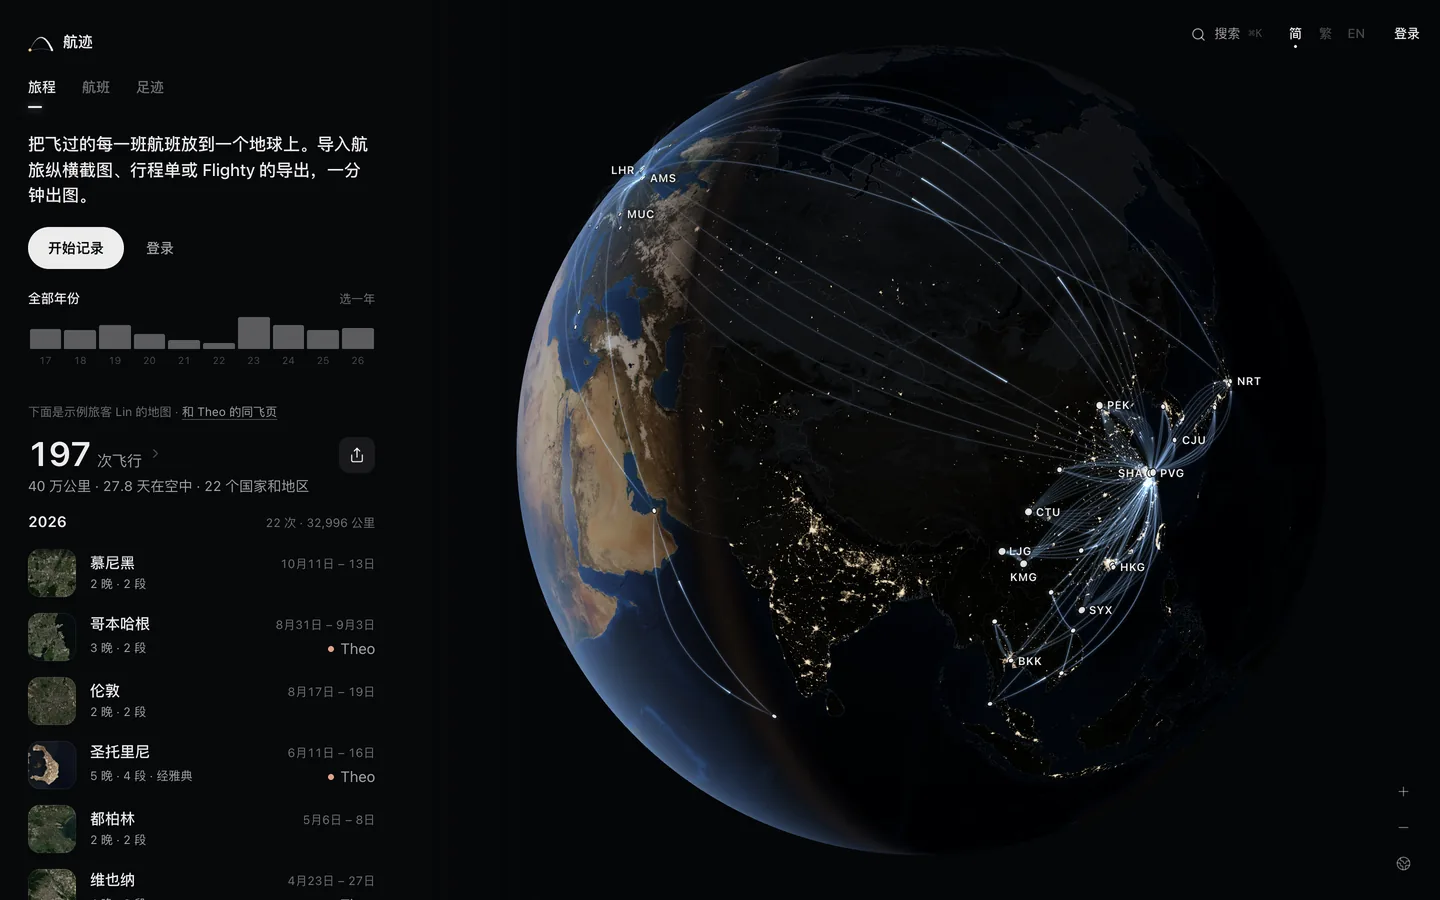 航迹
搜索 ⌘K
简 繁 EN
登录
旅程 航班 足迹
把飞过的每一班航班放到一个地球上。导入航
旅纵横截图、行程单或 Flighty 的导出，一分
钟出图。
开始记录
登录
全部年份
选一年
17 18 19 20 21 22 23 24 25 26
下面是示例旅客 Lin 的地图 · 和 Theo 的同飞页
197 次飞行
40 万公里 · 27.8 天在空中 · 22 个国家和地区
2026
22 次 · 32,996 公里
慕尼黑
10月11日 – 13日
2 晚 · 2 段
哥本哈根
8月31日 – 9月3日
3 晚 · 2 段
Theo
伦敦
8月17日 – 19日
2 晚 · 2 段
圣托里尼
6月11日 – 16日
5 晚 · 4 段 · 经雅典
Theo
都柏林
5月6日 – 8日
2 晚 · 2 段
维也纳
4月23日 – 27日
LHR
AMS
MUC
NRT
PEK
CJU
SHA
PVG
CTU
LJG
KMG
HKG
SYX
BKK